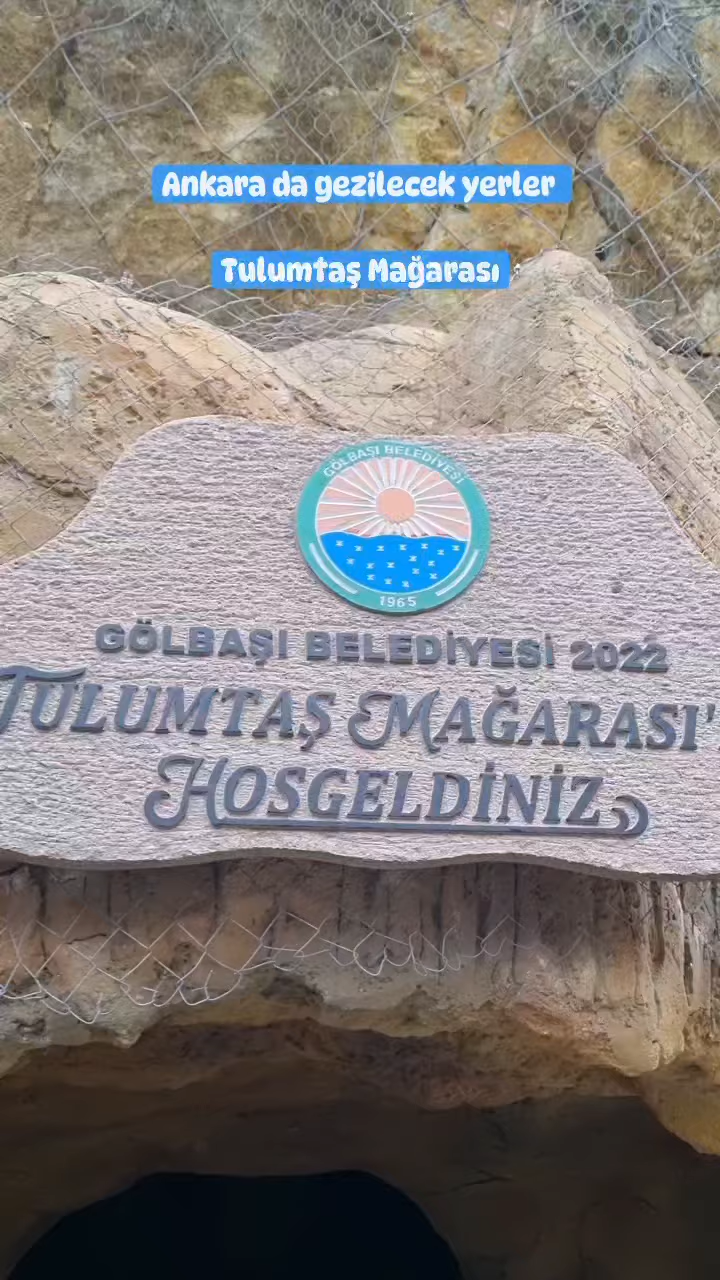 Ankara da gezilecek yerler
Tulumtaş Mağarası
GÖLBAŞI BELEDİYESİ
1965
GÖLBAŞI BELEDİYESİ 2022
TULUMTAŞ MAĞARASI'
HOSGELDİNİZ